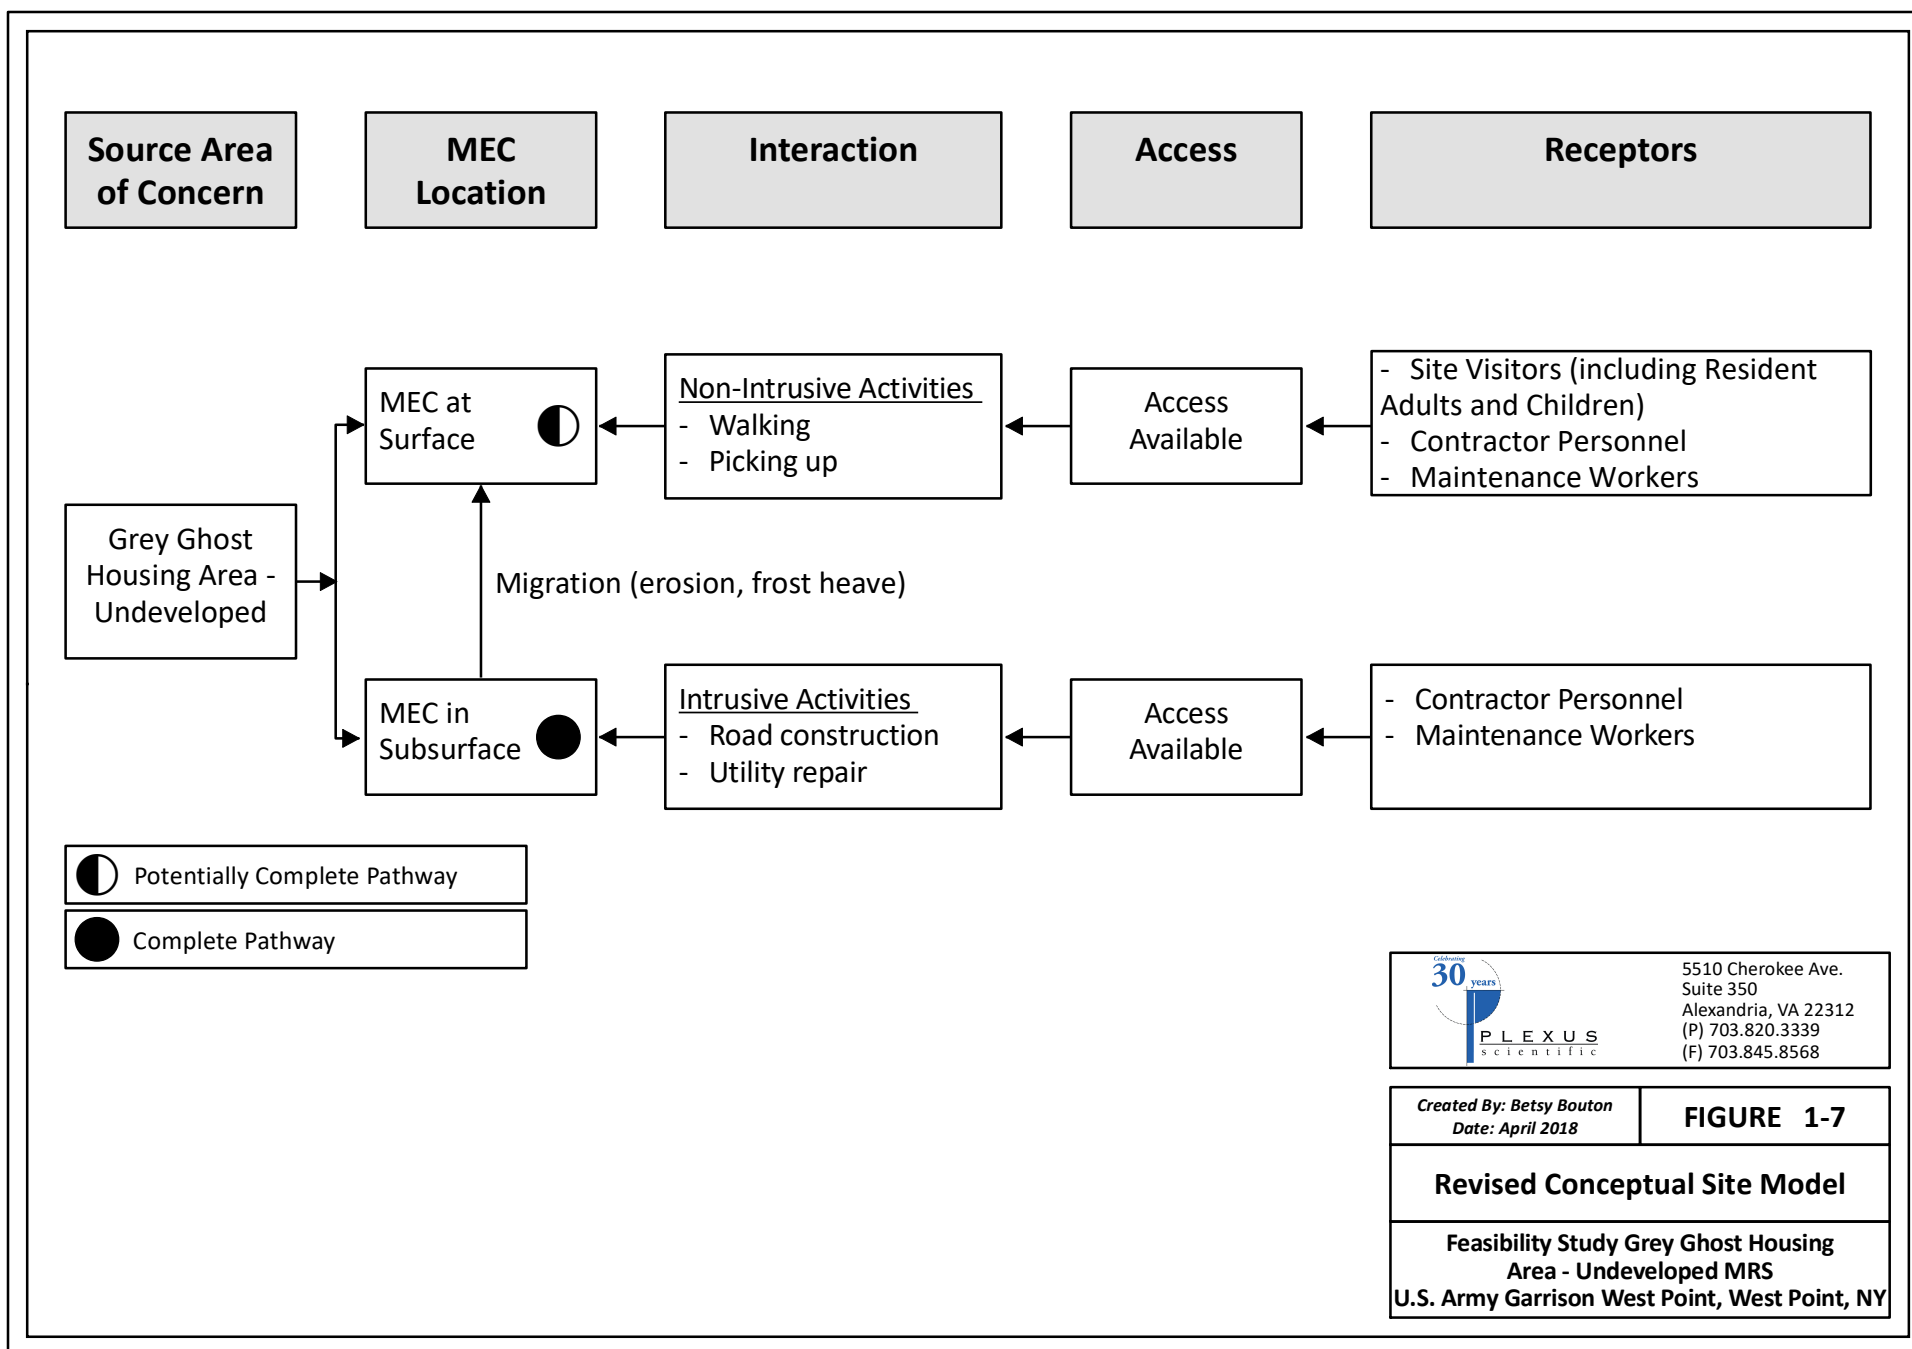 Source Area
of Concern
MEC
Location
Interaction
Access
Receptors
Grey Ghost
Housing Area -
Undeveloped
MEC at
Surface
Non-Intrusive Activities
- Walking
- Picking up
Access
Available
- Site Visitors (including Resident
Adults and Children)
- Contractor Personnel
- Maintenance Workers
Migration (erosion, frost heave)
MEC in
Subsurface
Intrusive Activities
- Road construction
- Utility repair
Access
Available
- Contractor Personnel
- Maintenance Workers
Potentially Complete Pathway
Complete Pathway
Celebrating
30 years
PLEXUS
scientific
5510 Cherokee Ave.
Suite 350
Alexandria, VA 22312
(P) 703.820.3339
(F) 703.845.8568
Created By: Betsy Bouton
Date: April 2018
FIGURE 1-7
Revised Conceptual Site Model
Feasibility Study Grey Ghost Housing
Area - Undeveloped MRS
U.S. Army Garrison West Point, West Point, NY